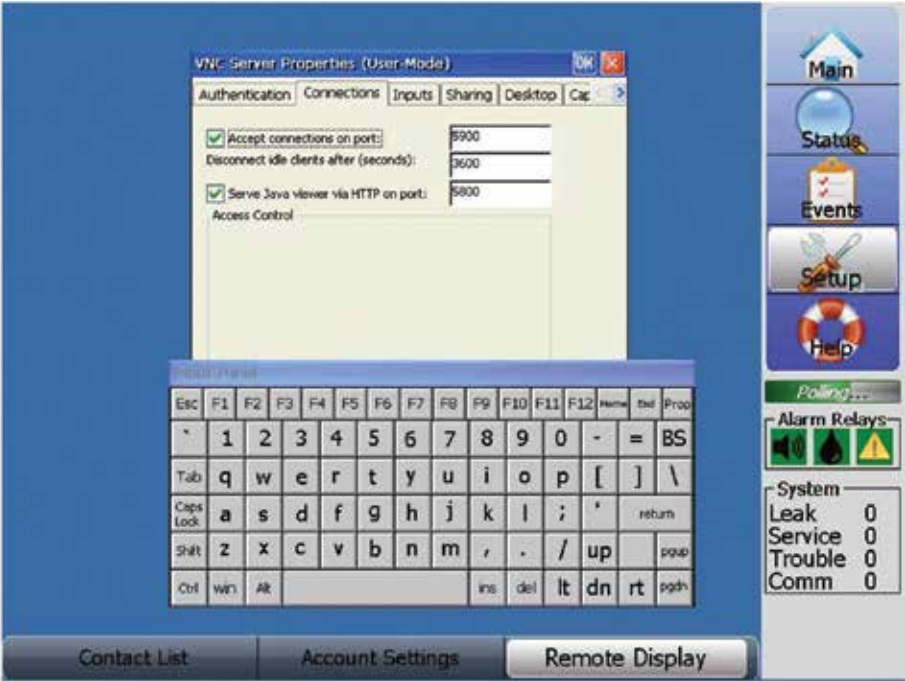 VNC Server Properties (User-Mode) OK
Authentication Connections Inputs Sharing Desktop Cap
Accept connections on port: 5900
Disconnect idle clients after (seconds): 3600
Serve Java viewer via HTTP on port: 5800
Access Control
Input Panel
Esc F1 F2 F3 F4 F5 F6 F7 F8 F9 F10 F11 F12 Home End Prop
` 1 2 3 4 5 6 7 8 9 0 - = BS
Tab q w e r t y u i o p [ ] \
Caps Lock a s d f g h j k l ; ' return
Shift z x c v b n m , . / up pgup
Ctrl win Alt ins del lt dn rt pgdn
Main
Status
Events
Setup
Help
Polling...
Alarm Relays
System
Leak 0
Service 0
Trouble 0
Comm 0
Contact List Account Settings Remote Display